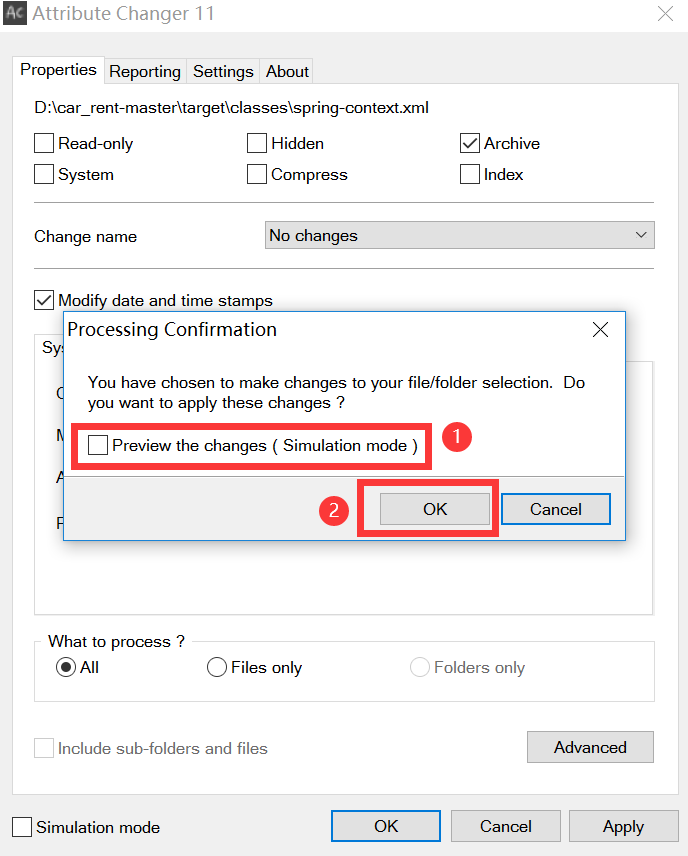 AC Attribute Changer 11
Properties Reporting Settings About
D:\car_rent-master\target\classes\spring-context.xml
Read-only Hidden Archive
System Compress Index
Change name No changes
Modify date and time stamps
Processing Confirmation
You have chosen to make changes to your file/folder selection. Do
you want to apply these changes ?
Preview the changes ( Simulation mode ) 1
2 OK Cancel
What to process ?
All Files only Folders only
Include sub-folders and files Advanced
Simulation mode OK Cancel Apply